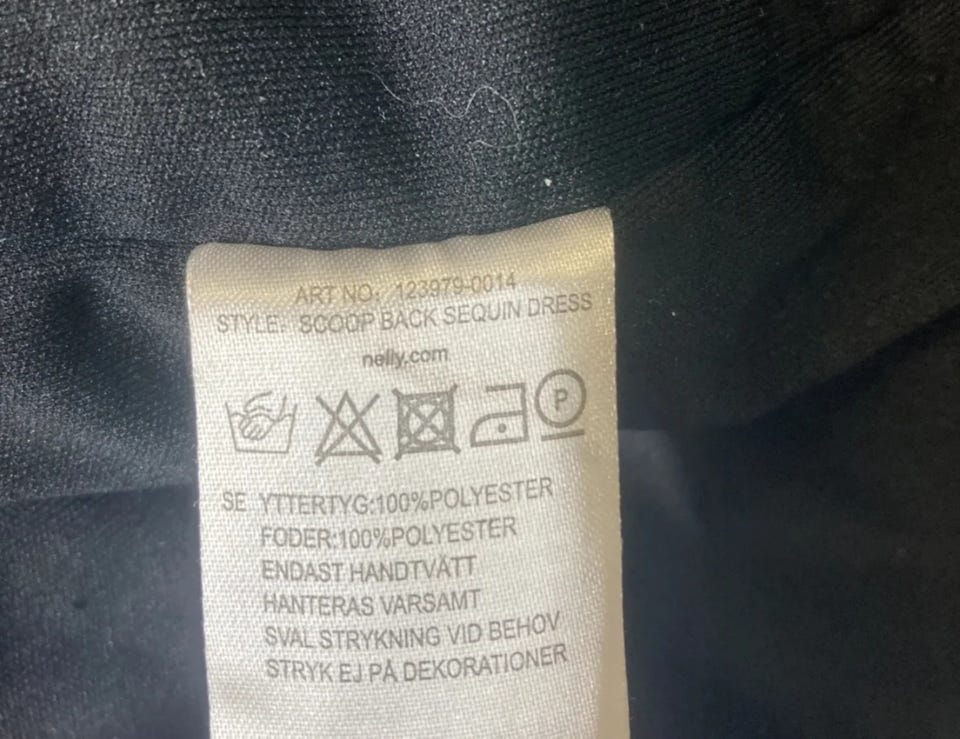 ART NO: 123979-0014
STYLE: SCOOP BACK SEQUIN DRESS
nelly.com
P
SE YTTERTYG:100%POLYESTER
FODER:100%POLYESTER
ENDAST HANDTVÄTT
HANTERAS VARSAMT
SVAL STRYKNING VID BEHOV
STRYK EJ PÅ DEKORATIONER